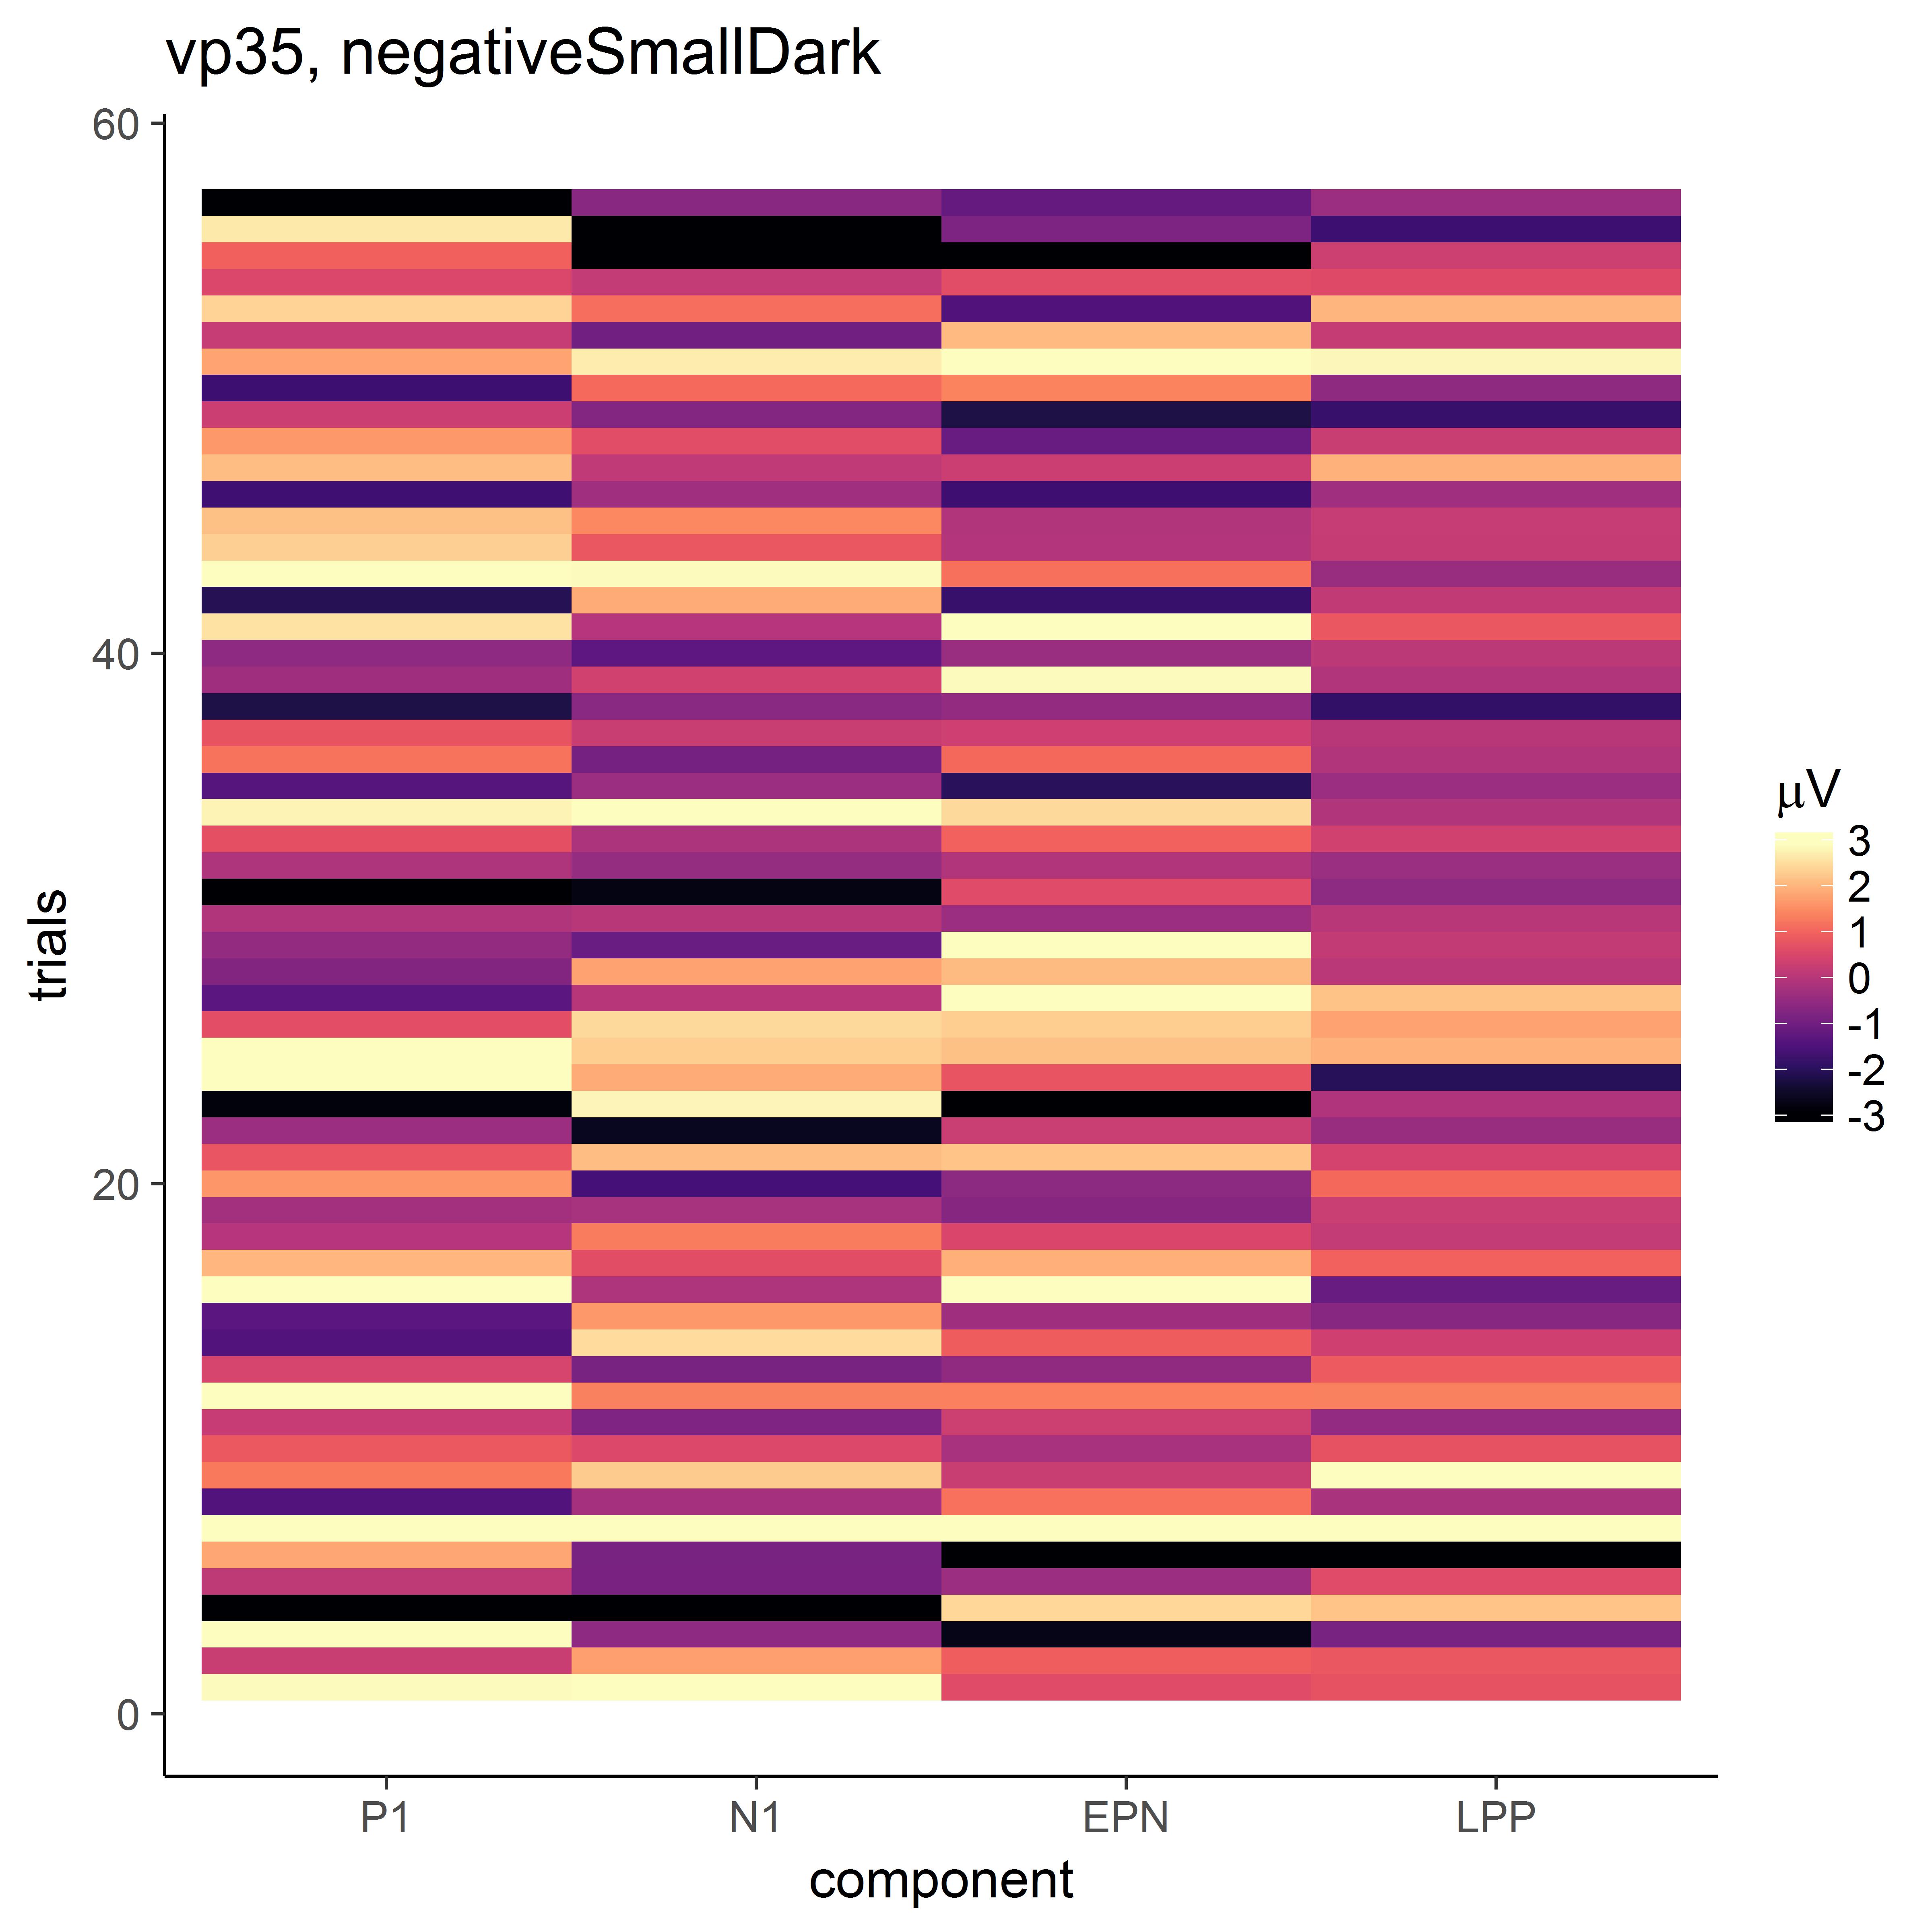 vp35, negativeSmallDark
60
40
20
0
trials
P1 N1 EPN LPP
component
μV
3
2
1
0
-1
-2
-3